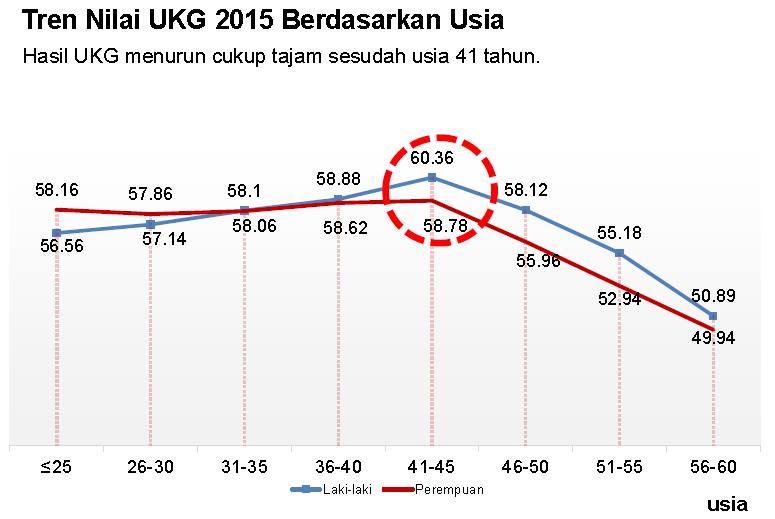 Tren Nilai UKG 2015 Berdasarkan Usia
Hasil UKG menurun cukup tajam sesudah usia 41 tahun.
60.36
58.16 57.86 58.1 58.88 58.12
56.56 57.14 58.06 58.62 58.78 55.18
55.96
52.94 50.89
49.94
≤25 26-30 31-35 36-40 41-45 46-50 51-55 56-60
Laki-laki Perempuan
usia